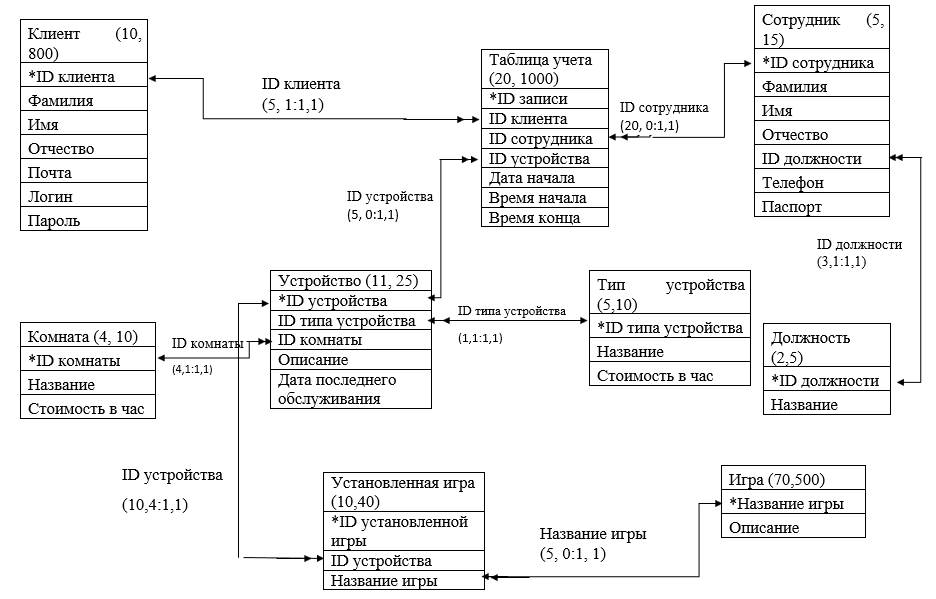 Клиент (10,
800)
*ID клиента
Фамилия
Имя
Отчество
Почта
Логин
Пароль
ID клиента
(5, 1:1,1)
Таблица учета
(20, 1000)
*ID записи
ID клиента
ID сотрудника
ID устройства
Дата начала
Время начала
Время конца
ID сотрудника
(20, 0:1,1)
Сотрудник (5,
15)
*ID сотрудника
Фамилия
Имя
Отчество
ID должности
Телефон
Паспорт
ID устройства
(5, 0:1,1)
ID должности
(3,1:1,1)
Устройство (11, 25)
*ID устройства
ID типа устройства
ID комнаты
Описание
Дата последнего
обслуживания
ID типа устройства
(1,1:1,1)
Тип устройства
(5,10)
*ID типа устройства
Название
Стоимость в час
Комната (4, 10)
*ID комнаты
Название
Стоимость в час
ID комнаты
(4,1:1,1)
Должность
(2,5)
*ID должности
Название
ID устройства
(10,4:1,1)
Установленная игра
(10,40)
*ID установленной
игры
ID устройства
Название игры
Название игры
(5, 0:1, 1)
Игра (70,500)
*Название игры
Описание